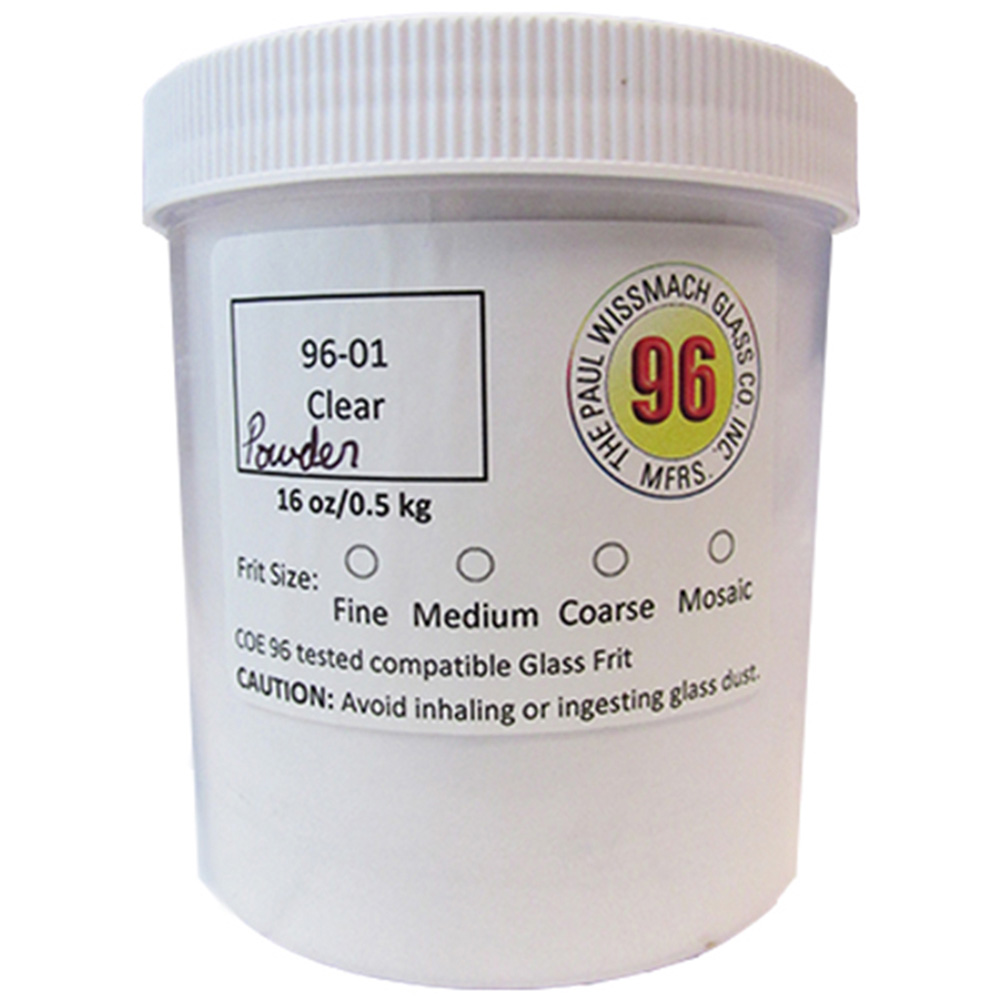 96-01
Clear
Powder
16 oz/0.5 kg
THE PAUL WISSMACH GLASS CO. INC.
MFRS.
96
Frit Size:
Fine Medium Coarse Mosaic
COE 96 tested compatible Glass Frit
CAUTION: Avoid inhaling or ingesting glass dust.